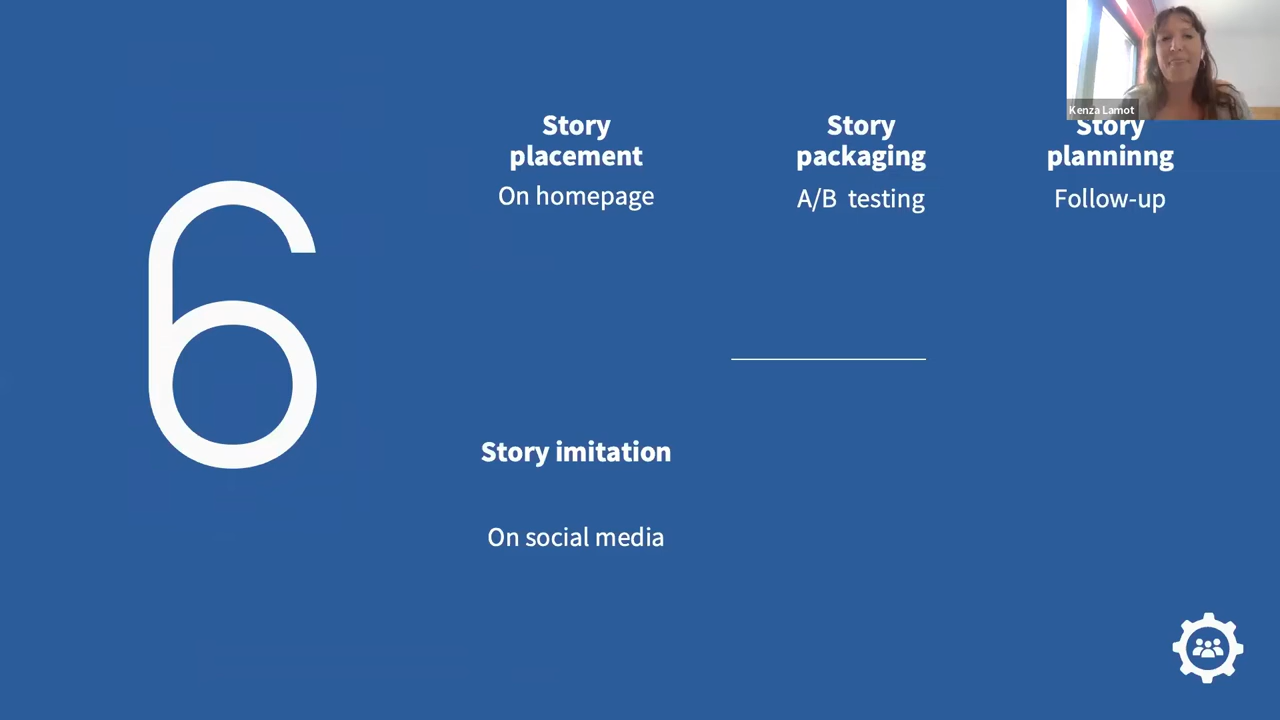 Kenza Lamot
6
Story
placement
On homepage
Story
packaging
A/B testing
Story
planninng
Follow-up
Story imitation
On social media